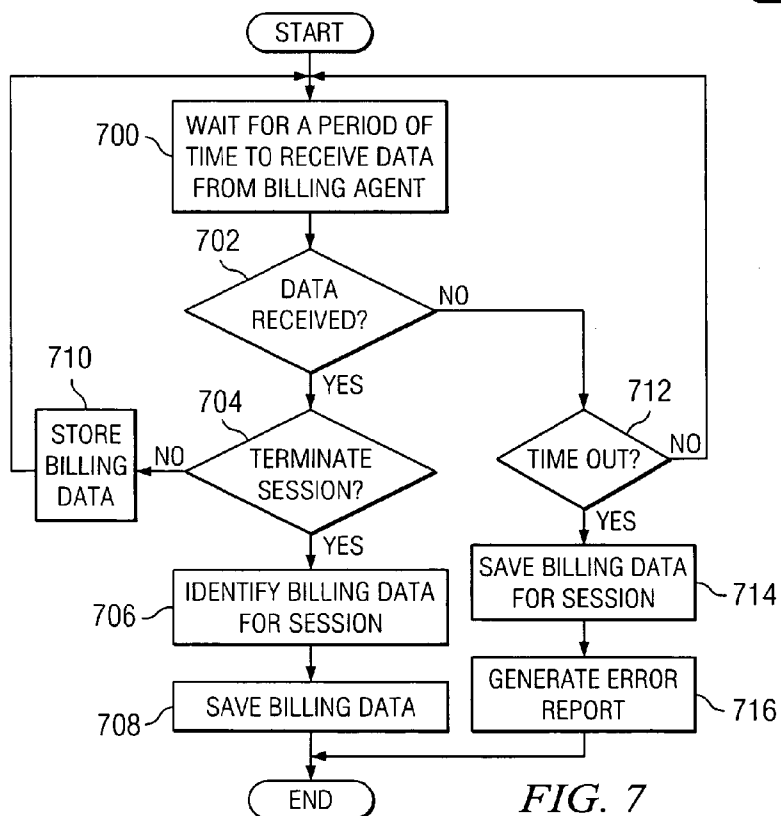 START
700
WAIT FOR A PERIOD OF
TIME TO RECEIVE DATA
FROM BILLING AGENT
702
DATA
RECEIVED?
NO
YES
710
STORE
BILLING
DATA
NO
704
TERMINATE
SESSION?
YES
712
TIME OUT?
NO
YES
706
IDENTIFY BILLING DATA
FOR SESSION
SAVE BILLING DATA
FOR SESSION
714
708
SAVE BILLING DATA
GENERATE ERROR
REPORT
716
END
FIG. 7